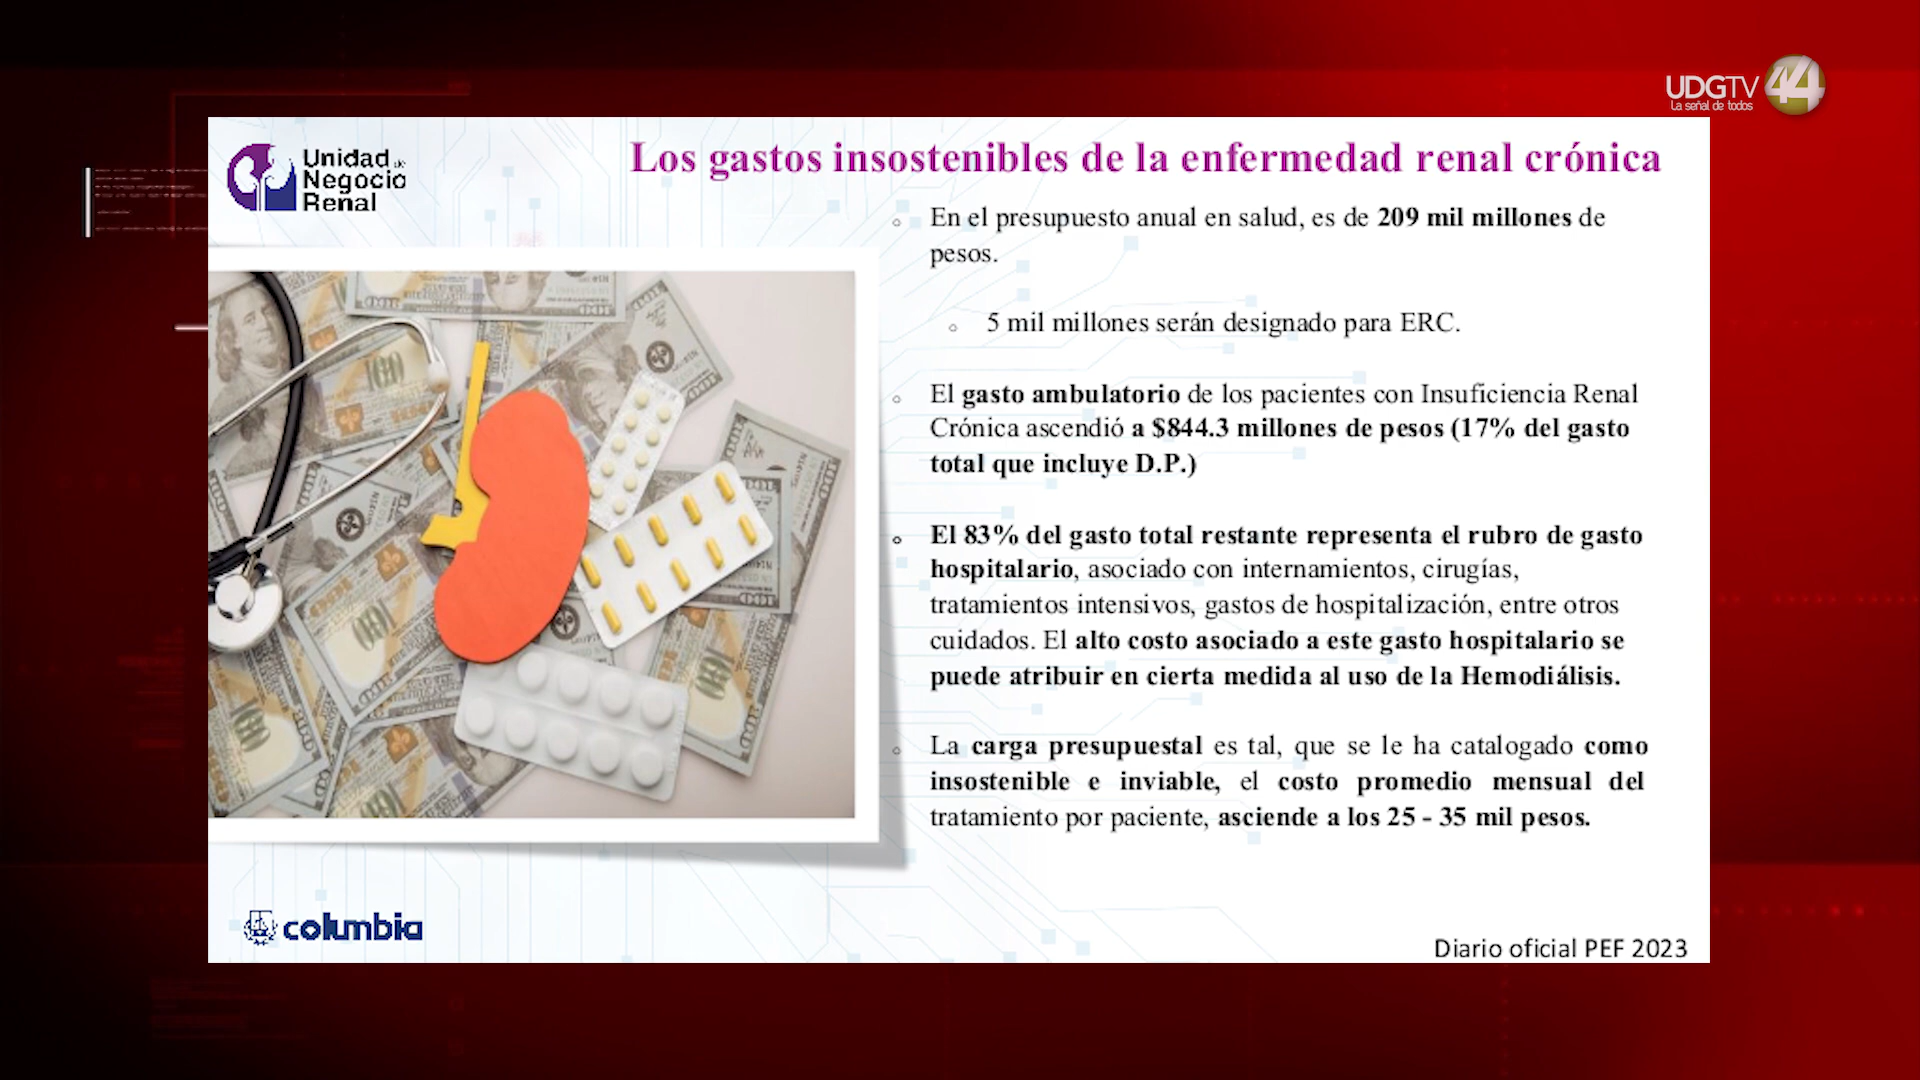 UDGTV 44
La señal de todos
Unidad de
Negocio
Renal
Los gastos insostenibles de la enfermedad renal crónica
En el presupuesto anual en salud, es de 209 mil millones de
pesos.
5 mil millones serán designado para ERC.
El gasto ambulatorio de los pacientes con Insuficiencia Renal
Crónica ascendió a $844.3 millones de pesos (17% del gasto
total que incluye D.P.)
El 83% del gasto total restante representa el rubro de gasto
hospitalario, asociado con internamientos, cirugías,
tratamientos intensivos, gastos de hospitalización, entre otros
cuidados. El alto costo asociado a este gasto hospitalario se
puede atribuir en cierta medida al uso de la Hemodiálisis.
La carga presupuestal es tal, que se le ha catalogado como
insostenible e inviable, el costo promedio mensual del
tratamiento por paciente, asciende a los 25 - 35 mil pesos.
columbia
Diario oficial PEF 2023